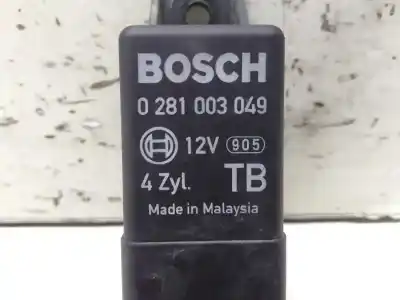 BOSCH
0 281 003 049
12V 905
4 Zyl. TB
Made in Malaysia